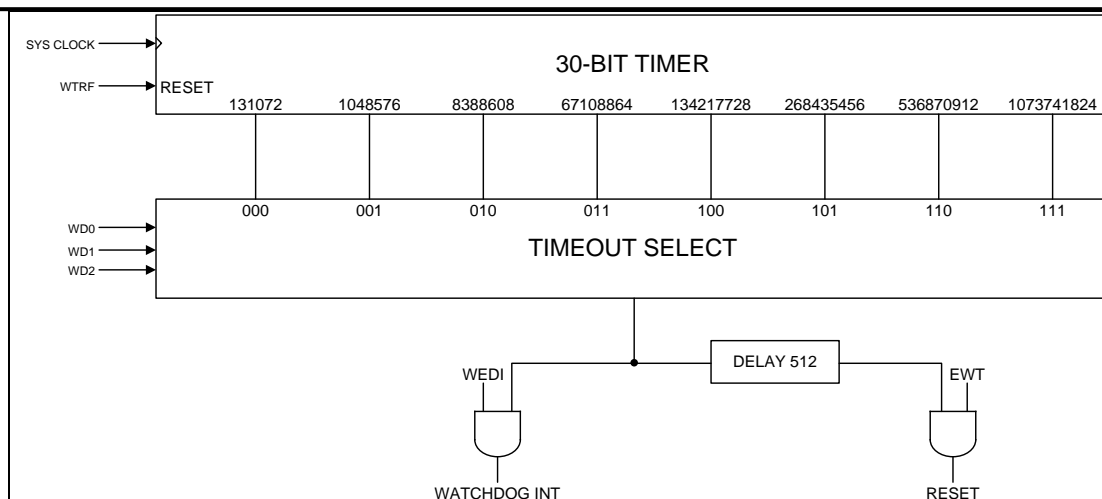 SYS CLOCK
30-BIT TIMER
WTRF
RESET
131072 1048576 8388608 67108864 134217728 268435456 536870912 1073741824
000 001 010 011 100 101 110 111
WD0
TIMEOUT SELECT
WD1
WD2
DELAY 512
WEDI
EWT
WATCHDOG INT
RESET